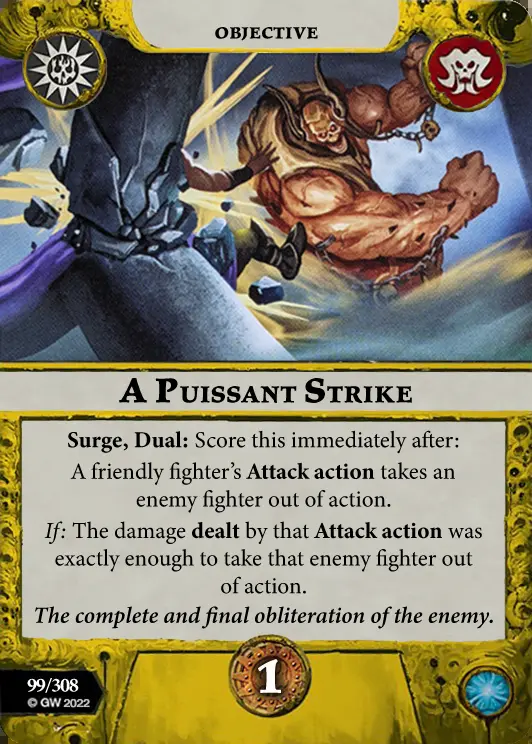 OBJECTIVE
A PUISSANT STRIKE
Surge, Dual: Score this immediately after:
A friendly fighter's Attack action takes an
enemy fighter out of action.
If: The damage dealt by that Attack action was
exactly enough to take that enemy fighter out
of action.
The complete and final obliteration of the enemy.
1
99/308
© GW 2022